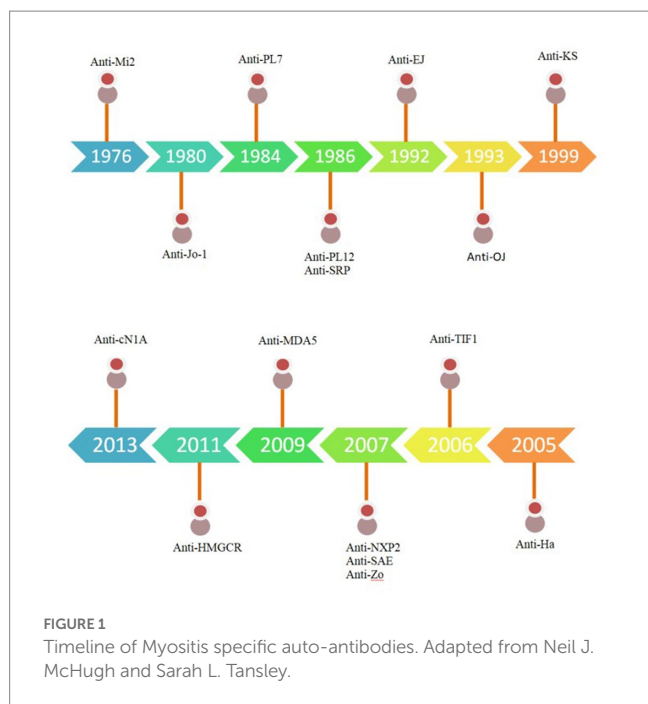 Anti-Mi2
Anti-PL7
Anti-EJ
Anti-KS
1976
1980
1984
1986
1992
1993
1999
Anti-Jo-1
Anti-PL12
Anti-SRP
Anti-OJ
Anti-cN1A
Anti-MDA5
Anti-TIF1
2013
2011
2009
2007
2006
2005
Anti-HMGCR
Anti-NXP2
Anti-SAE
Anti-Zo
Anti-Ha
FIGURE 1
Timeline of Myositis specific auto-antibodies. Adapted from Neil J.
McHugh and Sarah L. Tansley.